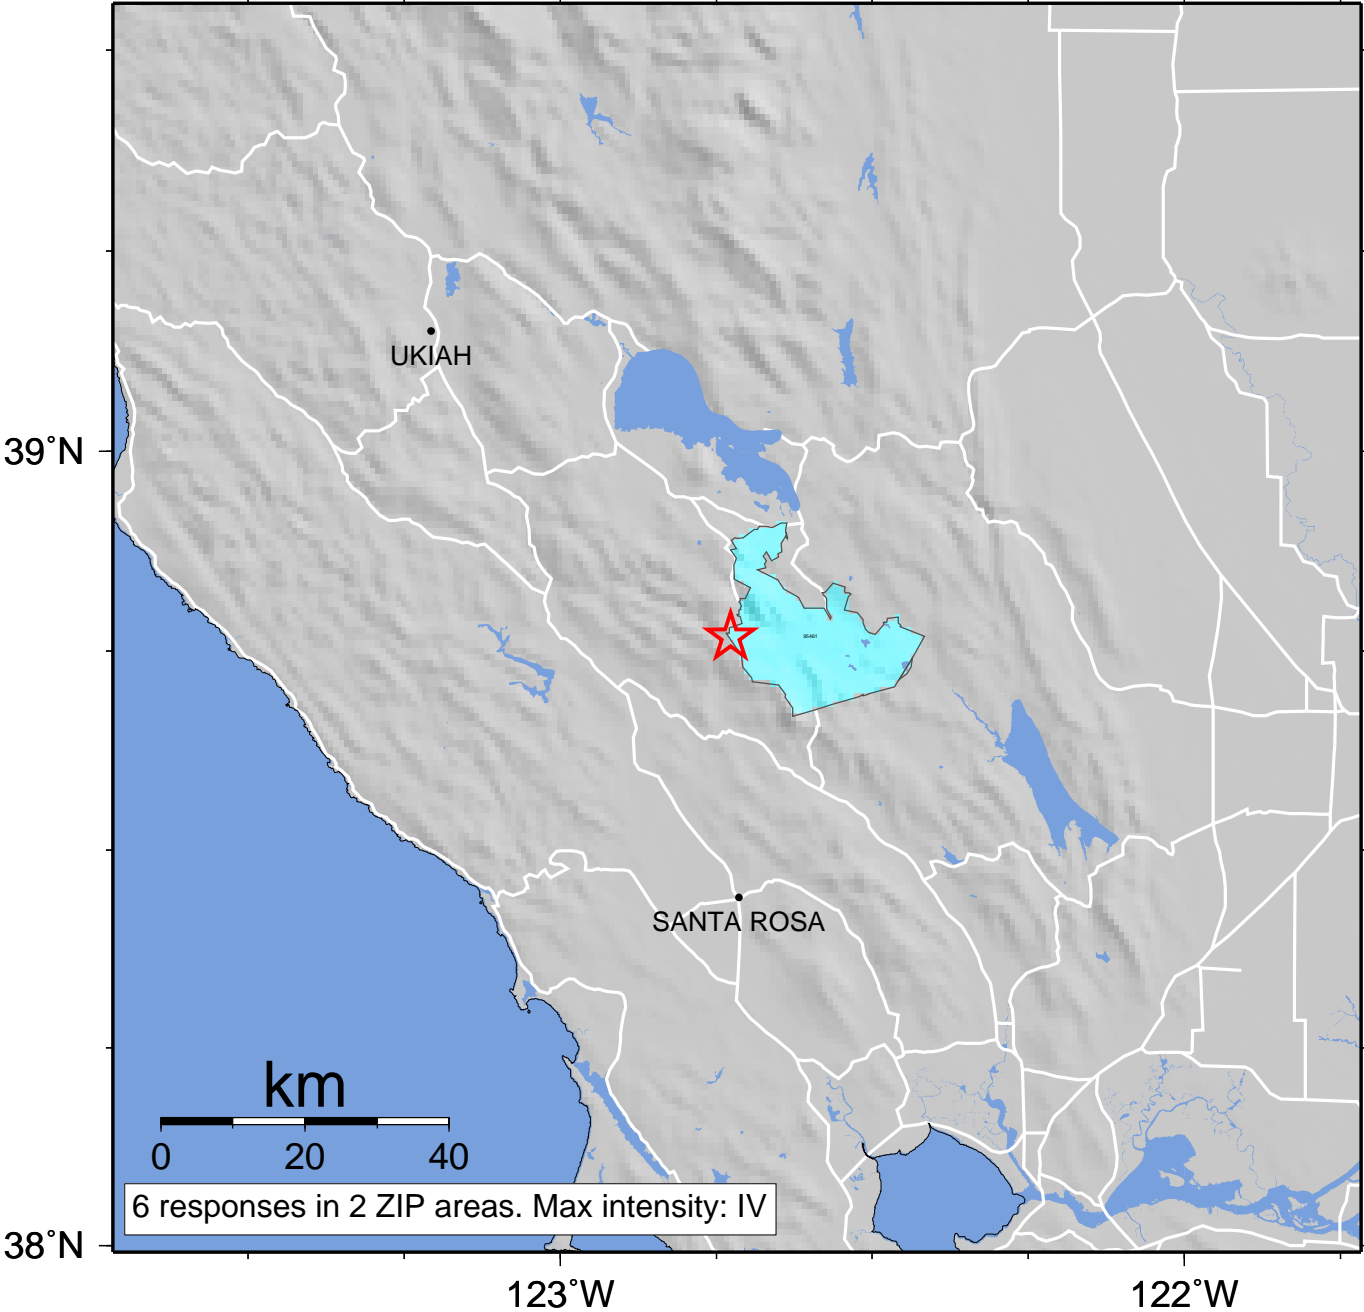 UKIAH
39°N
95461
SANTA ROSA
km
0 20 40
6 responses in 2 ZIP areas. Max intensity: IV
38°N
123°W 122°W